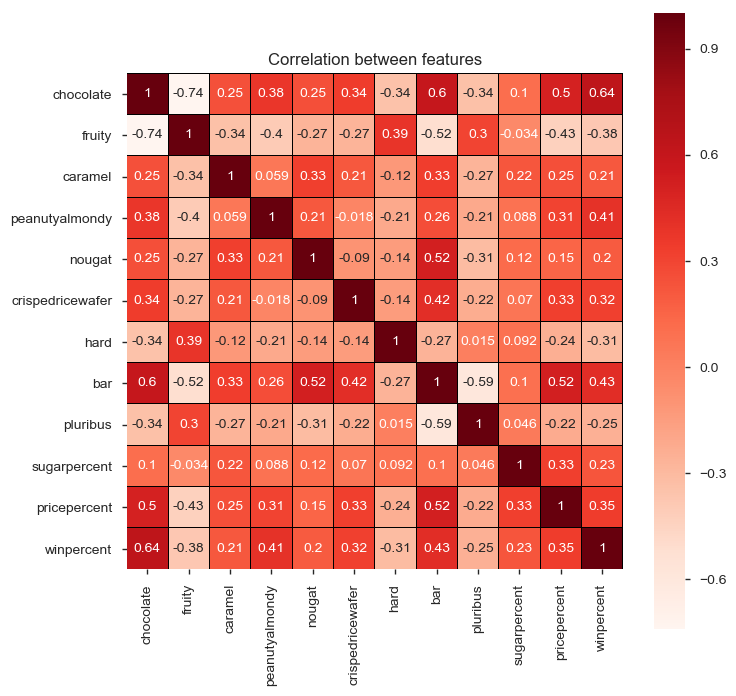 Correlation between features
chocolate 1 -0.74 0.25 0.38 0.25 0.34 -0.34 0.6 -0.34 0.1 0.5 0.64
fruity -0.74 1 -0.34 -0.4 -0.27 -0.27 0.39 -0.52 0.3 -0.034 -0.43 -0.38
caramel 0.25 -0.34 1 0.059 0.33 0.21 -0.12 0.33 -0.27 0.22 0.25 0.21
peanutyalmondy 0.38 -0.4 0.059 1 0.21 -0.018 -0.21 0.26 -0.21 0.088 0.31 0.41
nougat 0.25 -0.27 0.33 0.21 1 -0.09 -0.14 0.52 -0.31 0.12 0.15 0.2
crispedricewafer 0.34 -0.27 0.21 -0.018 -0.09 1 -0.14 0.42 -0.22 0.07 0.33 0.32
hard -0.34 0.39 -0.12 -0.21 -0.14 -0.14 1 -0.27 0.015 0.092 -0.24 -0.31
bar 0.6 -0.52 0.33 0.26 0.52 0.42 -0.27 1 -0.59 0.1 0.52 0.43
pluribus -0.34 0.3 -0.27 -0.21 -0.31 -0.22 0.015 -0.59 1 0.046 -0.22 -0.25
sugarpercent 0.1 -0.034 0.22 0.088 0.12 0.07 0.092 0.1 0.046 1 0.33 0.23
pricepercent 0.5 -0.43 0.25 0.31 0.15 0.33 -0.24 0.52 -0.22 0.33 1 0.35
winpercent 0.64 -0.38 0.21 0.41 0.2 0.32 -0.31 0.43 -0.25 0.23 0.35 1
chocolate
fruity
caramel
peanutyalmondy
nougat
crispedricewafer
hard
bar
pluribus
sugarpercent
pricepercent
winpercent
0.9
0.6
0.3
0.0
−0.3
−0.6